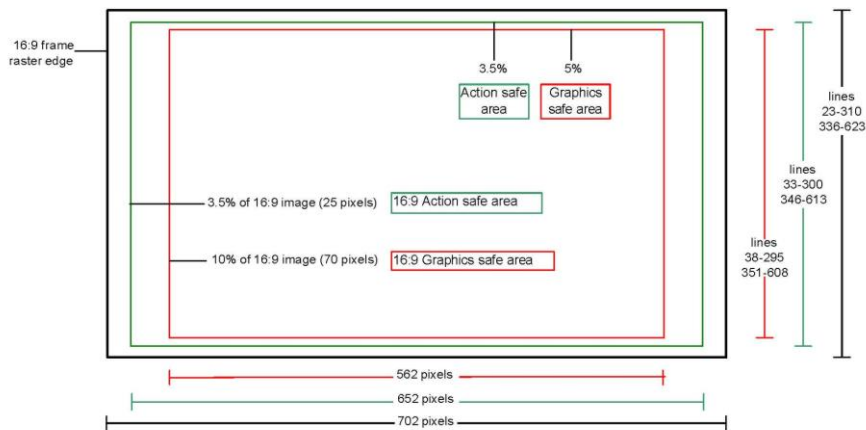 16:9 frame
raster edge
3.5%
5%
Action safe
area
Graphics
safe area
lines
23-310
336-623
lines
33-300
346-613
3.5% of 16:9 image (25 pixels)
16:9 Action safe area
lines
38-295
351-608
10% of 16:9 image (70 pixels)
16:9 Graphics safe area
562 pixels
652 pixels
702 pixels